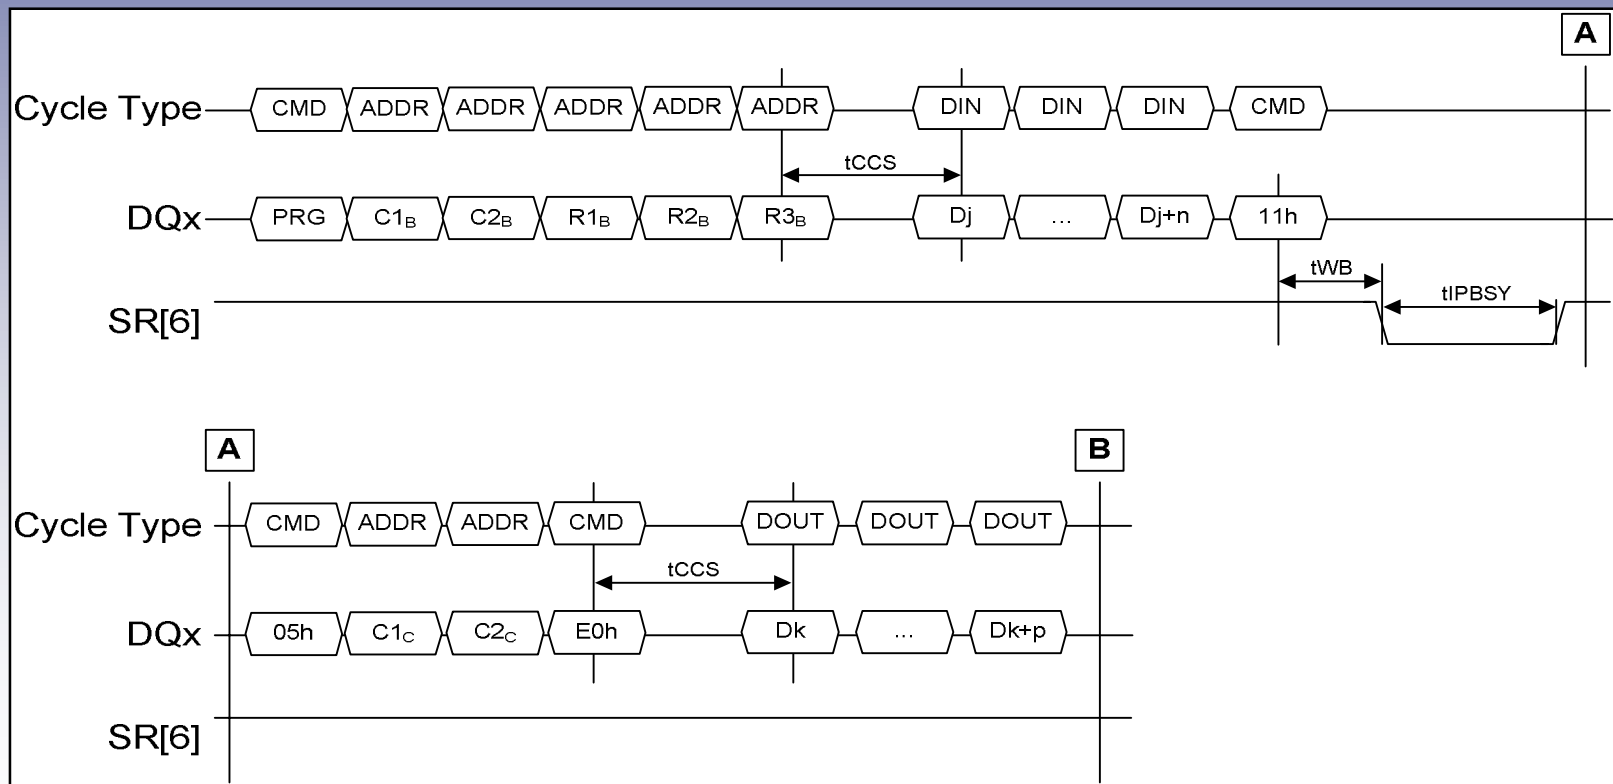 A
Cycle Type CMD ADDR ADDR ADDR ADDR ADDR DIN DIN DIN CMD
tCCS
DQx PRG C1B C2B R1B R2B R3B Dj ... Dj+n 11h
tWB
tIPBSY
SR[6]
A B
Cycle Type CMD ADDR ADDR CMD DOUT DOUT DOUT
tCCS
DQx 05h C1C C2C E0h Dk ... Dk+p
SR[6]